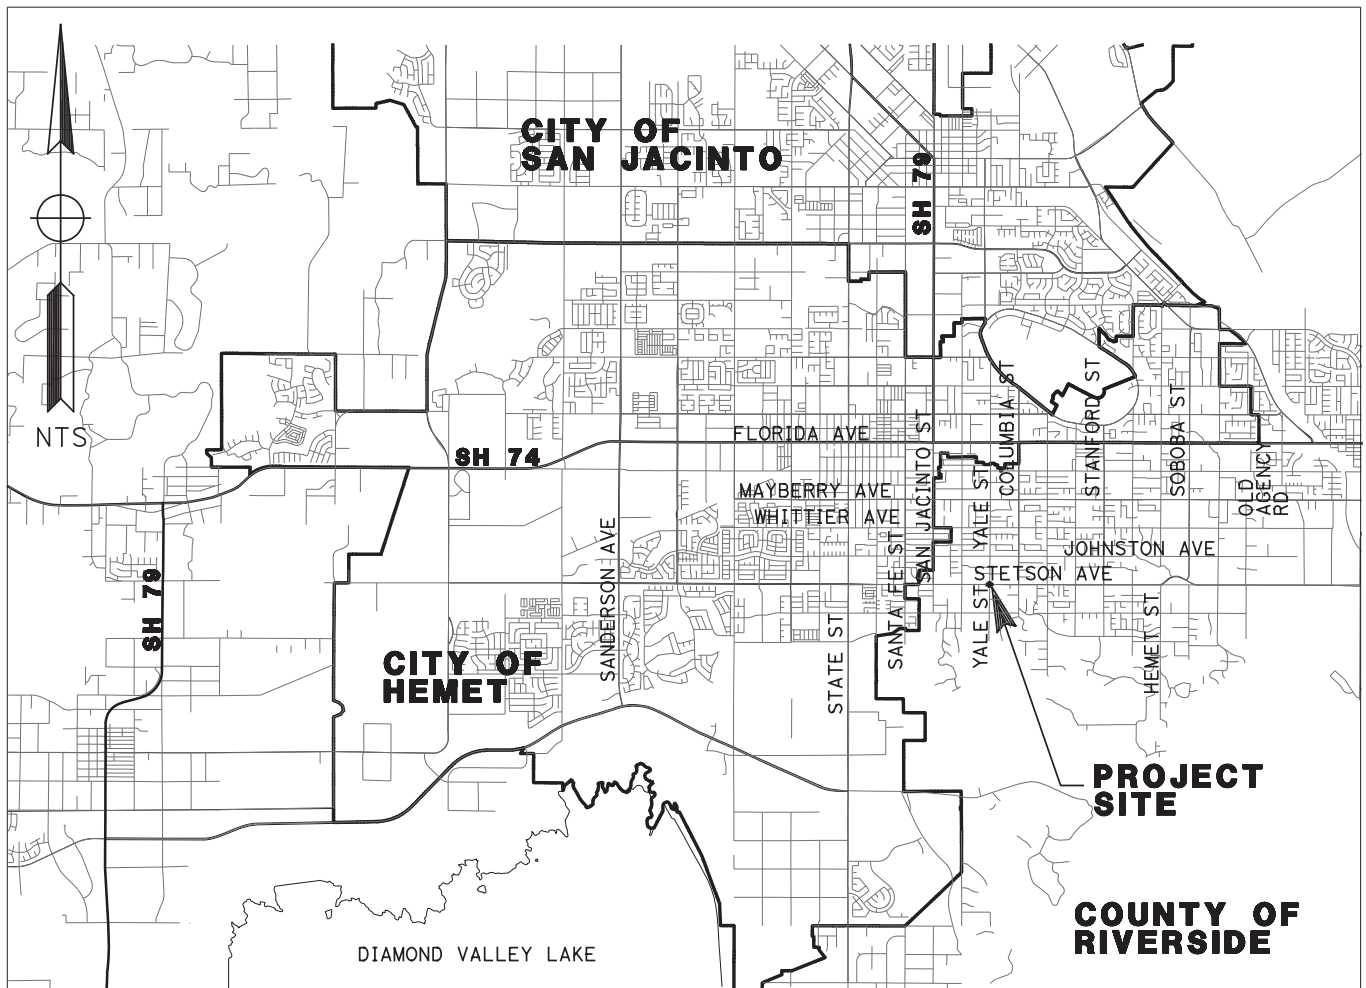 CITY OF
SAN JACINTO
SH 79
NTS
SH 74
FLORIDA AVE
MAYBERRY AVE
WHITTIER AVE
SAN JACINTO ST
COLUMBIA ST
STANFORD ST
SOBOBA ST
OLD
AGENCY
RD
YALE ST
JOHNSTON AVE
STETSON AVE
SH 79
SANDERSON AVE
CITY OF
HEMET
STATE ST
SANTA FE ST
YALE ST
HEMET ST
PROJECT
SITE
COUNTY OF
RIVERSIDE
DIAMOND VALLEY LAKE